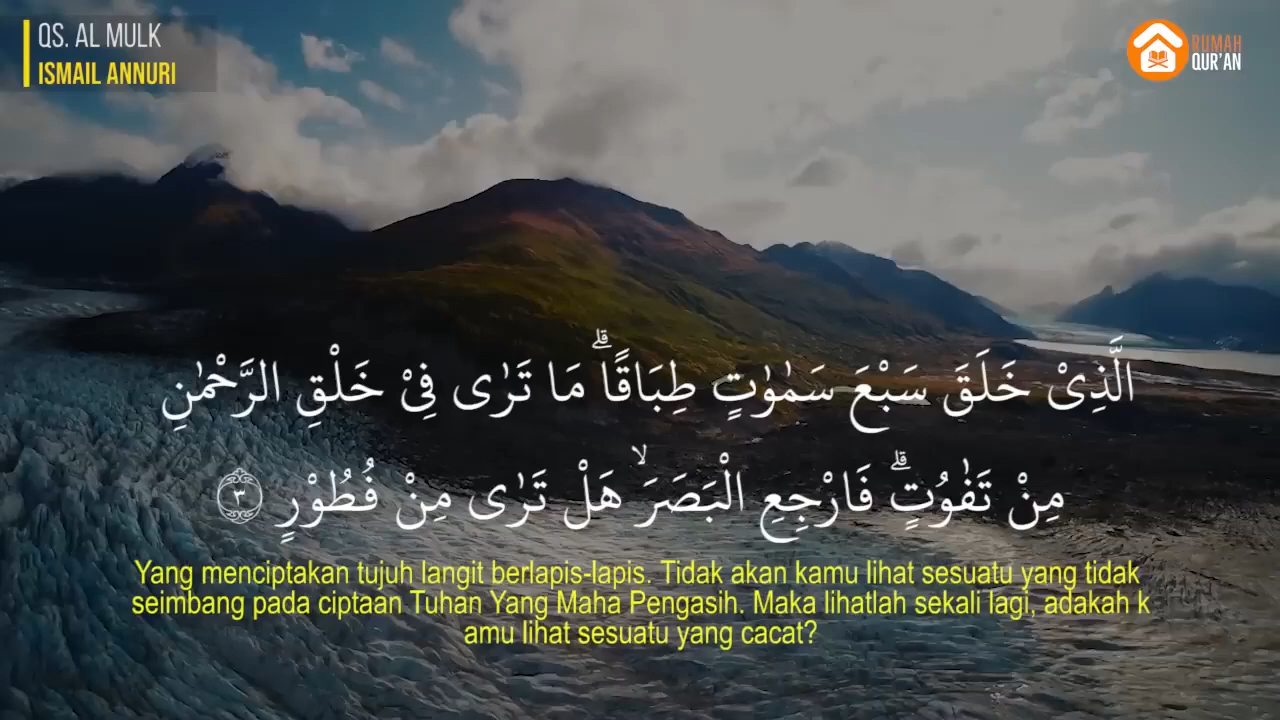 QS. AL MULK
ISMAIL ANNURI
RUMAH
QUR'AN
الَّذِيْ خَلَقَ سَبْعَ سَمٰوٰتٍ طِبَاقًاۗ مَا تَرٰى فِيْ خَلْقِ الرَّحْمٰنِ
مِنْ تَفٰوُتٍۗ فَارْجِعِ الْبَصَرَۙ هَلْ تَرٰى مِنْ فُطُوْرٍ ٣
Yang menciptakan tujuh langit berlapis-lapis. Tidak akan kamu lihat sesuatu yang tidak
seimbang pada ciptaan Tuhan Yang Maha Pengasih. Maka lihatlah sekali lagi, adakah k
amu lihat sesuatu yang cacat?